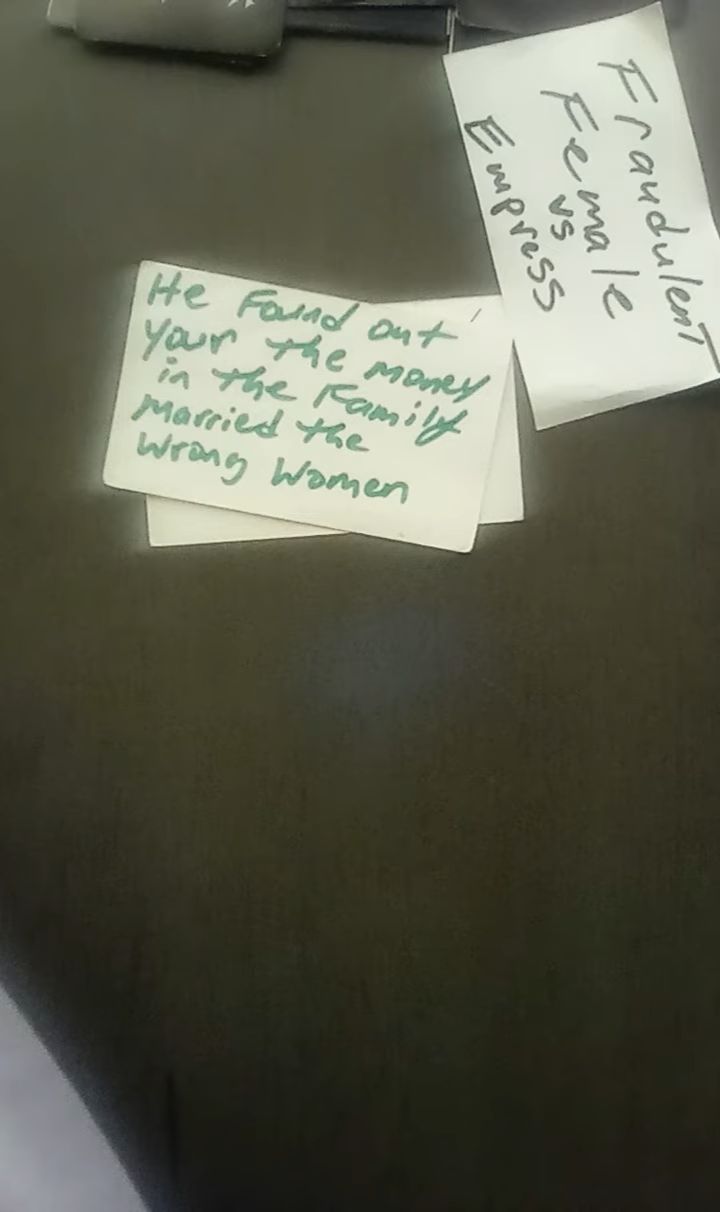 Fraudulent
Female
vs
Empress
He Found out
Your the money
in the Family
Married the
Wrong Women